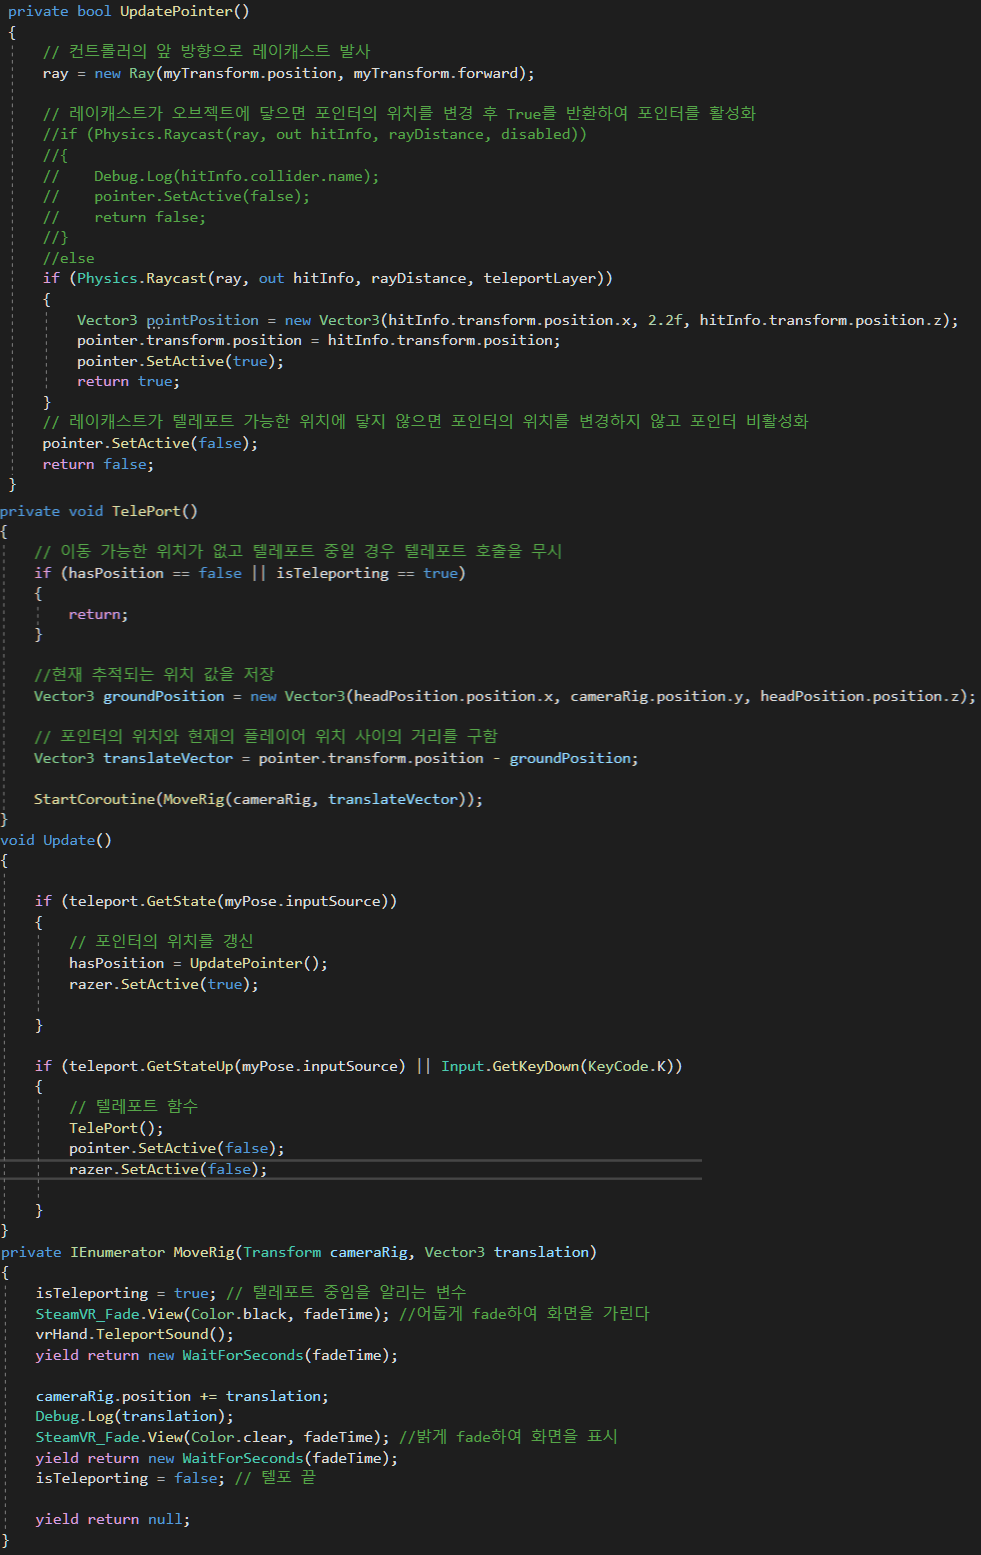 private bool UpdatePointer()
{
// 컨트롤러의 앞 방향으로 레이캐스트 발사
ray = new Ray(myTransform.position, myTransform.forward);
// 레이캐스트가 오브젝트에 닿으면 포인터의 위치를 변경 후 True를 반환하여 포인터를 활성화
//if (Physics.Raycast(ray, out hitInfo, rayDistance, disabled))
//{
//    Debug.Log(hitInfo.collider.name);
//    pointer.SetActive(false);
//    return false;
//}
//else
if (Physics.Raycast(ray, out hitInfo, rayDistance, teleportLayer))
{
Vector3 pointPosition = new Vector3(hitInfo.transform.position.x, 2.2f, hitInfo.transform.position.z);
pointer.transform.position = hitInfo.transform.position;
pointer.SetActive(true);
return true;
}
// 레이캐스트가 텔레포트 가능한 위치에 닿지 않으면 포인터의 위치를 변경하지 않고 포인터 비활성화
pointer.SetActive(false);
return false;
}
private void TelePort()
{
// 이동 가능한 위치가 없고 텔레포트 중일 경우 텔레포트 호출을 무시
if (hasPosition == false || isTeleporting == true)
{
return;
}
//현재 추적되는 위치 값을 저장
Vector3 groundPosition = new Vector3(headPosition.position.x, cameraRig.position.y, headPosition.position.z);
// 포인터의 위치와 현재의 플레이어 위치 사이의 거리를 구함
Vector3 translateVector = pointer.transform.position - groundPosition;
StartCoroutine(MoveRig(cameraRig, translateVector));
}
void Update()
{
if (teleport.GetState(myPose.inputSource))
{
// 포인터의 위치를 갱신
hasPosition = UpdatePointer();
razer.SetActive(true);
}
if (teleport.GetStateUp(myPose.inputSource) || Input.GetKeyDown(KeyCode.K))
{
// 텔레포트 함수
TelePort();
pointer.SetActive(false);
razer.SetActive(false);
}
}
private IEnumerator MoveRig(Transform cameraRig, Vector3 translation)
{
isTeleporting = true; // 텔레포트 중임을 알리는 변수
SteamVR_Fade.View(Color.black, fadeTime); //어둡게 fade하여 화면을 가린다
vrHand.TeleportSound();
yield return new WaitForSeconds(fadeTime);
cameraRig.position += translation;
Debug.Log(translation);
SteamVR_Fade.View(Color.clear, fadeTime); //밝게 fade하여 화면을 표시
yield return new WaitForSeconds(fadeTime);
isTeleporting = false; // 텔포 끝
yield return null;
}